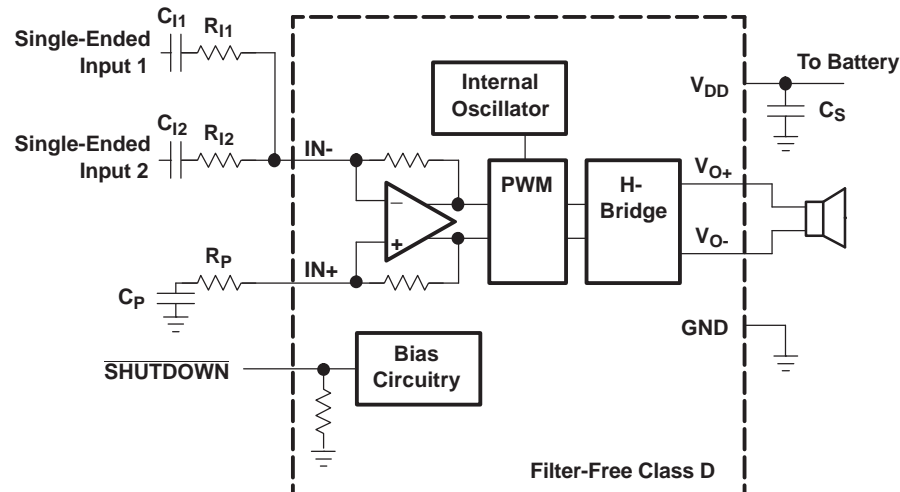 Single-Ended
Input 1
C_I1
R_I1
Single-Ended
Input 2
C_I2
R_I2
IN-
R_P
IN+
C_P
SHUTDOWN
Internal
Oscillator
–
+
PWM
H-
Bridge
Bias
Circuitry
V_DD
To Battery
C_S
V_O+
V_O-
GND
Filter-Free Class D